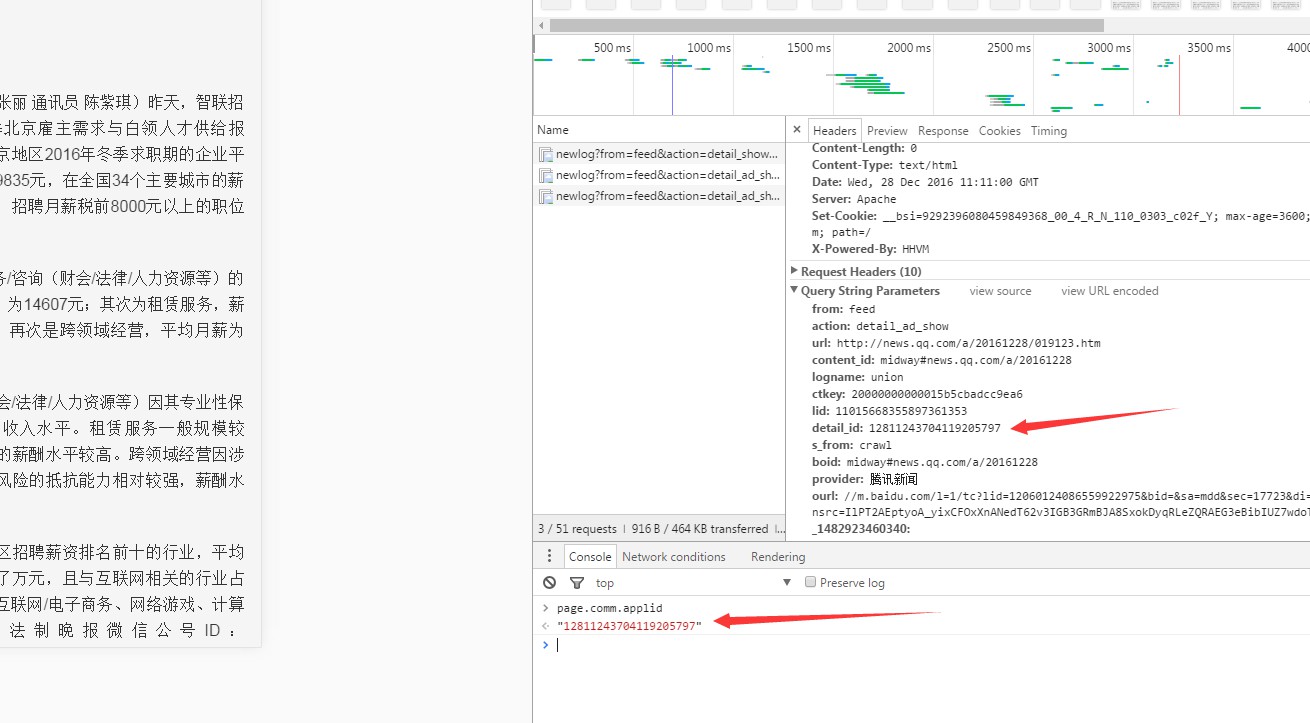 500 ms
1000 ms
1500 ms
2000 ms
2500 ms
3000 ms
3500 ms
4000
张丽 通讯员 陈紫琪）昨天，智联招
北京雇主需求与白领人才供给报
京地区2016年冬季求职期的企业平
9835元，在全国34个主要城市的薪
招聘月薪税前8000元以上的职位
务/咨询（财会/法律/人力资源等）的
为14607元；其次为租赁服务，薪
再次是跨领域经营，平均月薪为
会/法律/人力资源等）因其专业性保
收入水平。租赁服务一般规模较
的薪酬水平较高。跨领域经营因涉
风险的抵抗能力相对较强，薪酬水
区招聘薪资排名前十的行业，平均
了万元，且与互联网相关的行业占
互联网/电子商务、网络游戏、计算
法制晚报微信公号ID：
Name
newlog?from=feed&action=detail_show...
newlog?from=feed&action=detail_ad_sh...
newlog?from=feed&action=detail_ad_sh...
3 / 51 requests | 916 B / 464 KB transferred | ...
× Headers Preview Response Cookies Timing
Content-Length: 0
Content-Type: text/html
Date: Wed, 28 Dec 2016 11:11:00 GMT
Server: Apache
Set-Cookie: __bsi=9292396080459849368_00_4_R_N_110_0303_c02f_Y; max-age=3600;
m; path=/
X-Powered-By: HHVM
Request Headers (10)
Query String Parameters view source view URL encoded
from: feed
action: detail_ad_show
url: http://news.qq.com/a/20161228/019123.htm
content_id: midway#news.qq.com/a/20161228
logname: union
ctkey: 20000000000015b5cbadcc9ea6
lid: 11015668355897361353
detail_id: 12811243704119205797
s_from: crawl
boid: midway#news.qq.com/a/20161228
provider: 腾讯新闻
ourl: //m.baidu.com/l=1/tc?lid=12060124086559922975&bid=&sa=mdd&sec=17723&di=
nsrc=IlPT2AEptyoA_yixCFOxXnANedT62v3IGB3GRmBJA8SxokDyqRLeZQRAEG3eBibIUZ7wdoT
_1482923460340:
Console Network conditions Rendering
top Preserve log
page.comm.applid
"12811243704119205797"